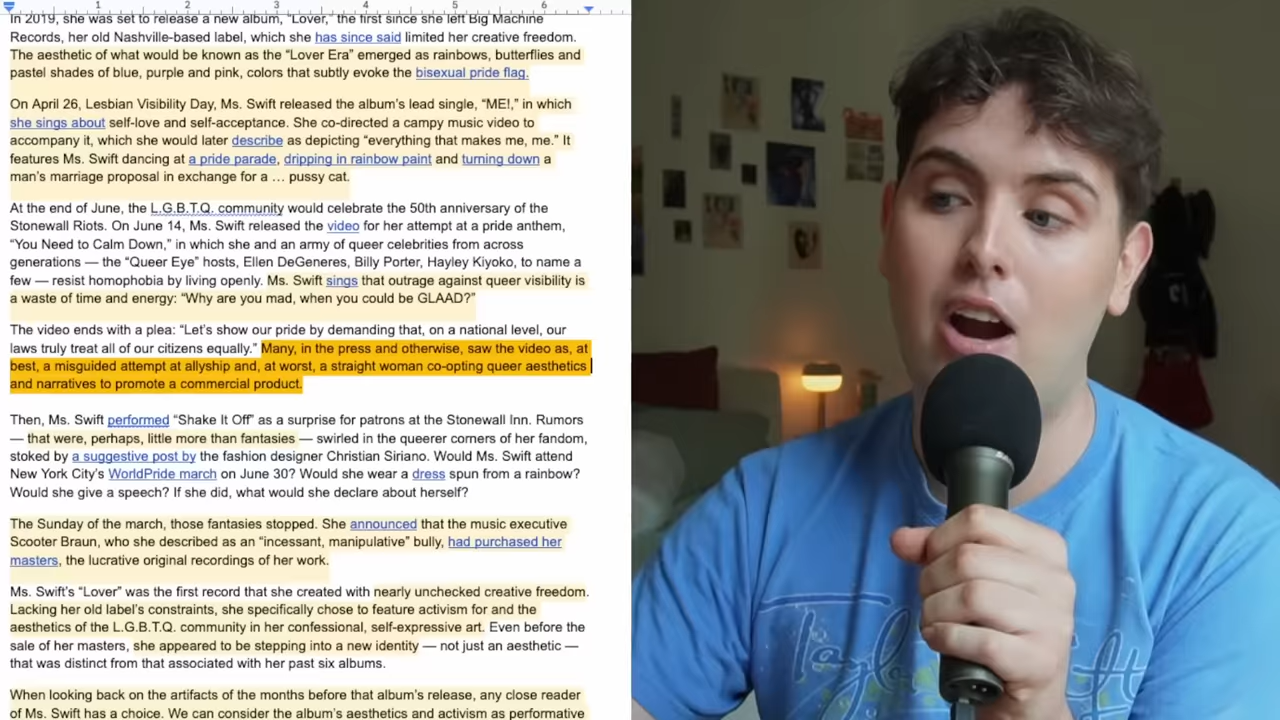 1 2 3 4 5 6
In 2019, she was set to release a new album, “Lover,” the first since she left Big Machine
Records, her old Nashville-based label, which she has since said limited her creative freedom.
The aesthetic of what would be known as the “Lover Era” emerged as rainbows, butterflies and
pastel shades of blue, purple and pink, colors that subtly evoke the bisexual pride flag.
On April 26, Lesbian Visibility Day, Ms. Swift released the album’s lead single, “ME!,” in which
she sings about self-love and self-acceptance. She co-directed a campy music video to
accompany it, which she would later describe as depicting “everything that makes me, me.” It
features Ms. Swift dancing at a pride parade, dripping in rainbow paint and turning down a
man’s marriage proposal in exchange for a … pussy cat.
At the end of June, the L.G.B.T.Q. community would celebrate the 50th anniversary of the
Stonewall Riots. On June 14, Ms. Swift released the video for her attempt at a pride anthem,
“You Need to Calm Down,” in which she and an army of queer celebrities from across
generations — the “Queer Eye” hosts, Ellen DeGeneres, Billy Porter, Hayley Kiyoko, to name a
few — resist homophobia by living openly. Ms. Swift sings that outrage against queer visibility is
a waste of time and energy: “Why are you mad, when you could be GLAAD?”
The video ends with a plea: “Let’s show our pride by demanding that, on a national level, our
laws truly treat all of our citizens equally.” Many, in the press and otherwise, saw the video as, at
best, a misguided attempt at allyship and, at worst, a straight woman co-opting queer aesthetics
and narratives to promote a commercial product.
Then, Ms. Swift performed “Shake It Off” as a surprise for patrons at the Stonewall Inn. Rumors
— that were, perhaps, little more than fantasies — swirled in the queerer corners of her fandom,
stoked by a suggestive post by the fashion designer Christian Siriano. Would Ms. Swift attend
New York City’s WorldPride march on June 30? Would she wear a dress spun from a rainbow?
Would she give a speech? If she did, what would she declare about herself?
The Sunday of the march, those fantasies stopped. She announced that the music executive
Scooter Braun, who she described as an “incessant, manipulative” bully, had purchased her
masters, the lucrative original recordings of her work.
Ms. Swift’s “Lover” was the first record that she created with nearly unchecked creative freedom.
Lacking her old label’s constraints, she specifically chose to feature activism for and the
aesthetics of the L.G.B.T.Q. community in her confessional, self-expressive art. Even before the
sale of her masters, she appeared to be stepping into a new identity — not just an aesthetic —
that was distinct from that associated with her past six albums.
When looking back on the artifacts of the months before that album’s release, any close reader
of Ms. Swift has a choice. We can consider the album’s aesthetics and activism as performative